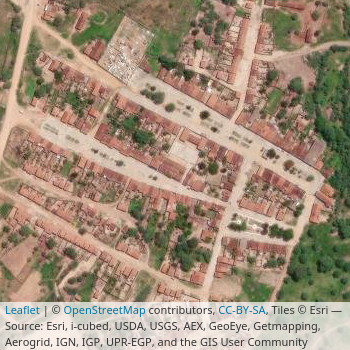 Leaflet | © OpenStreetMap contributors, CC-BY-SA, Tiles © Esri —
Source: Esri, i-cubed, USDA, USGS, AEX, GeoEye, Getmapping,
Aerogrid, IGN, IGP, UPR-EGP, and the GIS User Community